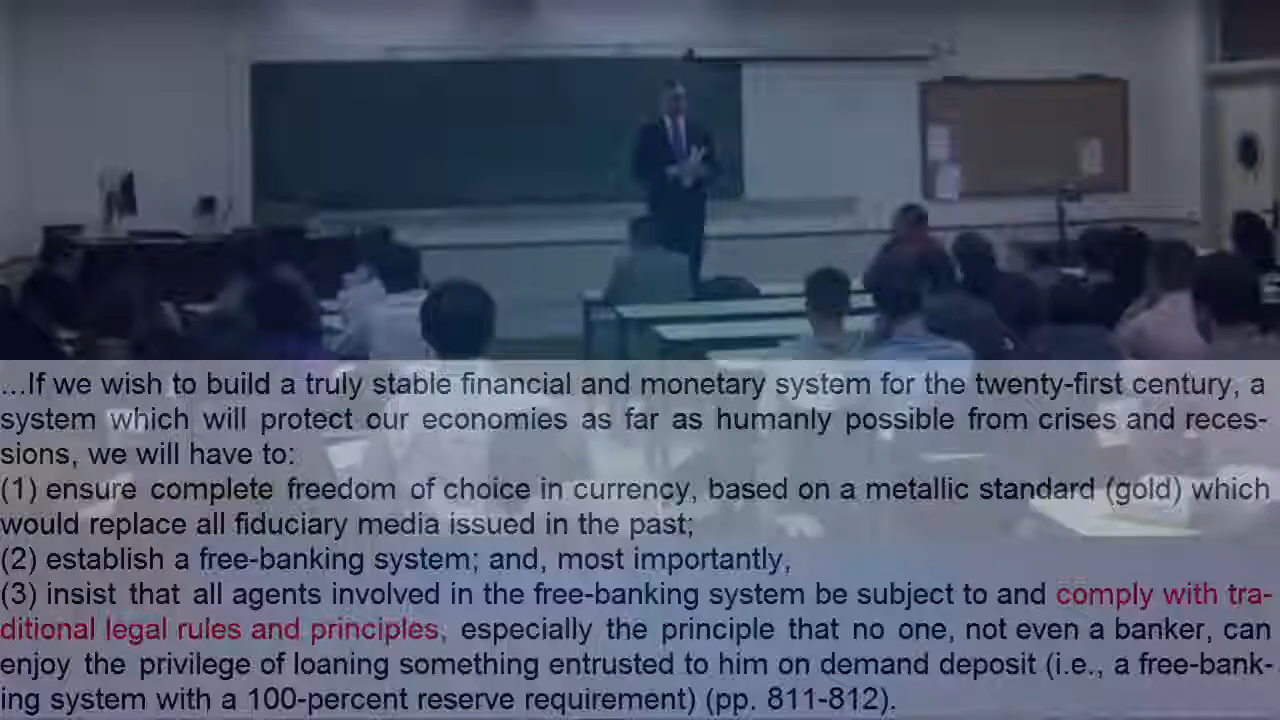 ...If we wish to build a truly stable financial and monetary system for the twenty-first century, a
system which will protect our economies as far as humanly possible from crises and reces-
sions, we will have to:
(1) ensure complete freedom of choice in currency, based on a metallic standard (gold) which
would replace all fiduciary media issued in the past;
(2) establish a free-banking system; and, most importantly,
(3) insist that all agents involved in the free-banking system be subject to and comply with tra-
ditional legal rules and principles, especially the principle that no one, not even a banker, can
enjoy the privilege of loaning something entrusted to him on demand deposit (i.e., a free-bank-
ing system with a 100-percent reserve requirement) (pp. 811-812).